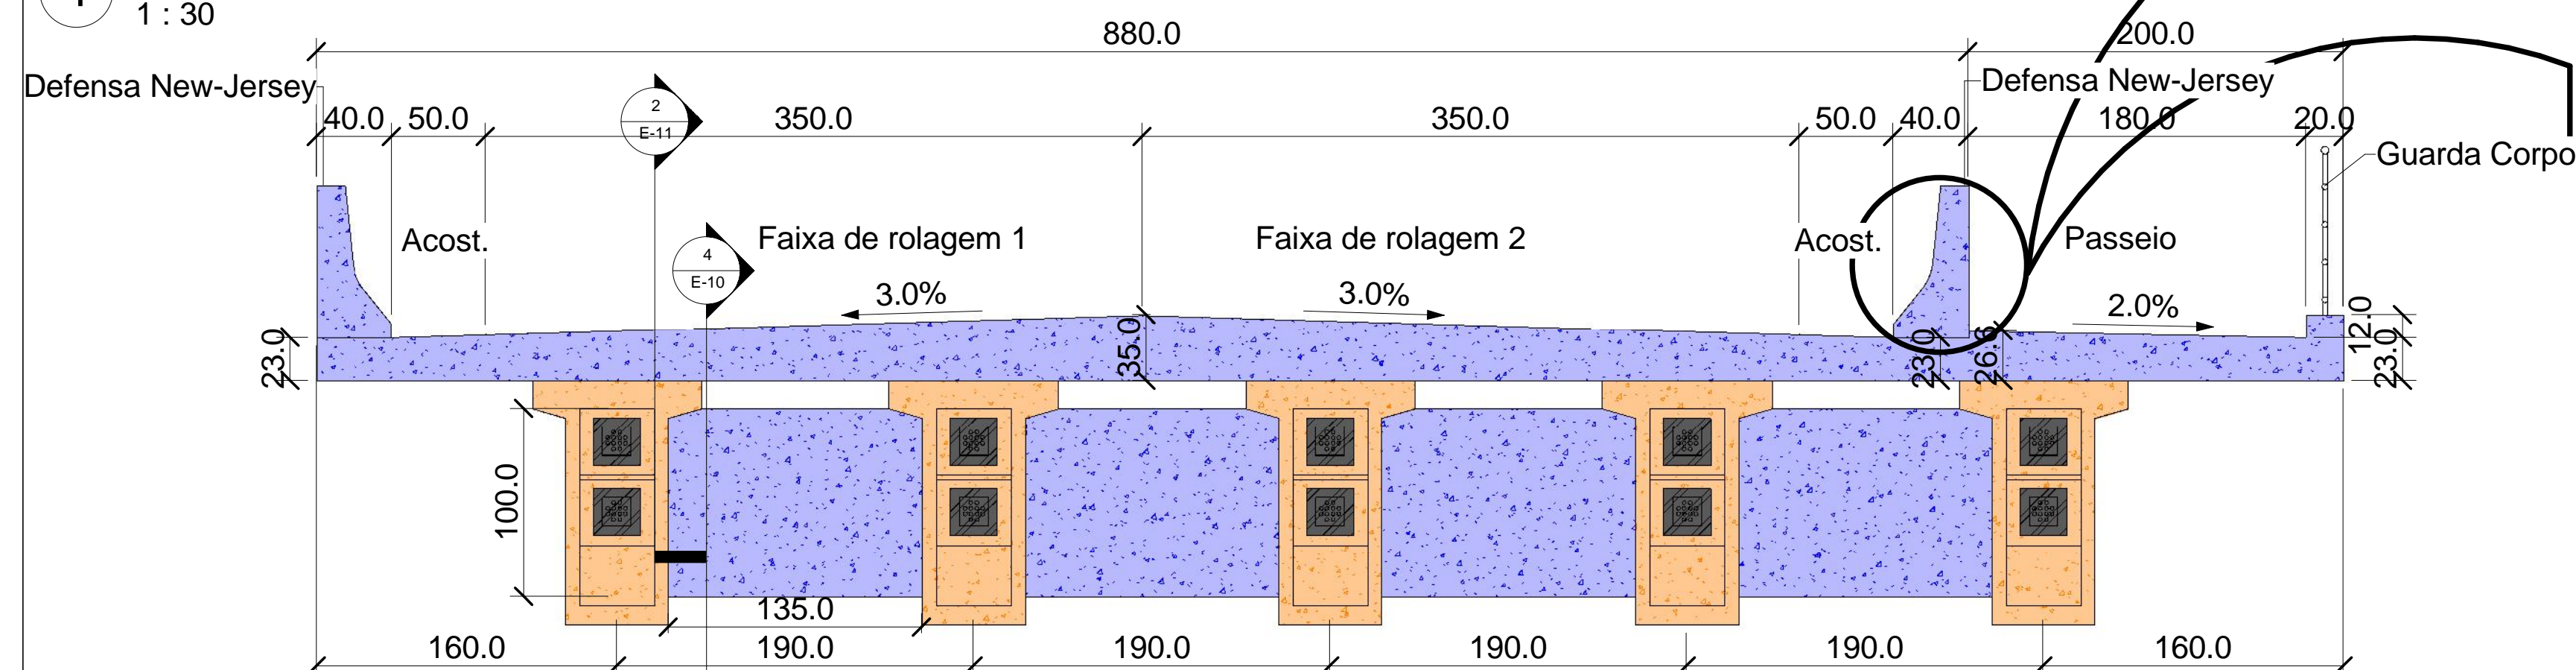 1 : 30
880.0
200.0
Defensa New-Jersey
Defensa New-Jersey
40.0 50.0 350.0 350.0 50.0 40.0 180.0 20.0
2
E-11
Guarda Corpo
Acost. Faixa de rolagem 1 Faixa de rolagem 2 Acost. Passeio
4
E-10
3.0% 3.0% 2.0%
23.0
35.0
23.0
26.6
12.0
23.0
100.0
135.0
160.0 190.0 190.0 190.0 190.0 160.0